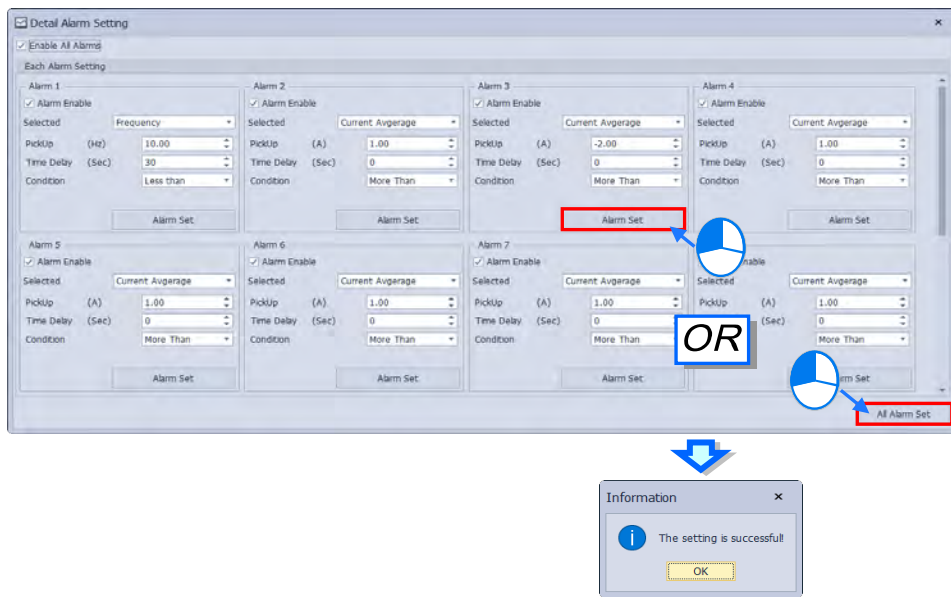 Detail Alarm Setting ×
Enable All Alarms
Each Alarm Setting
Alarm 1
Alarm Enable
Selected Frequency
PickUp (Hz) 10.00
Time Delay (Sec) 30
Condition Less than
Alarm Set
Alarm 2
Alarm Enable
Selected Current Avgerage
PickUp (A) 1.00
Time Delay (Sec) 0
Condition More Than
Alarm Set
Alarm 3
Alarm Enable
Selected Current Avgerage
PickUp (A) -2.00
Time Delay (Sec) 0
Condition More Than
Alarm Set
Alarm 4
Alarm Enable
Selected Current Avgerage
PickUp (A) 1.00
Time Delay (Sec) 0
Condition More Than
Alarm Set
Alarm 5
Alarm Enable
Selected Current Avgerage
PickUp (A) 1.00
Time Delay (Sec) 0
Condition More Than
Alarm Set
Alarm 6
Alarm Enable
Selected Current Avgerage
PickUp (A) 1.00
Time Delay (Sec) 0
Condition More Than
Alarm Set
Alarm 7
Alarm Enable
Selected Current Avgerage
PickUp (A) 1.00
Time Delay (Sec) 0
Condition More Than
Alarm Set
Selected Current Avgerage
PickUp (A) 1.00
(Sec) 0
More Than
Set
OR
All Alarm Set
Information ×
The setting is successful!
OK